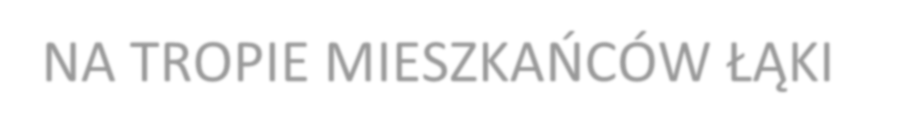 NA TROPIE MIESZKAŃCÓW ŁĄKI